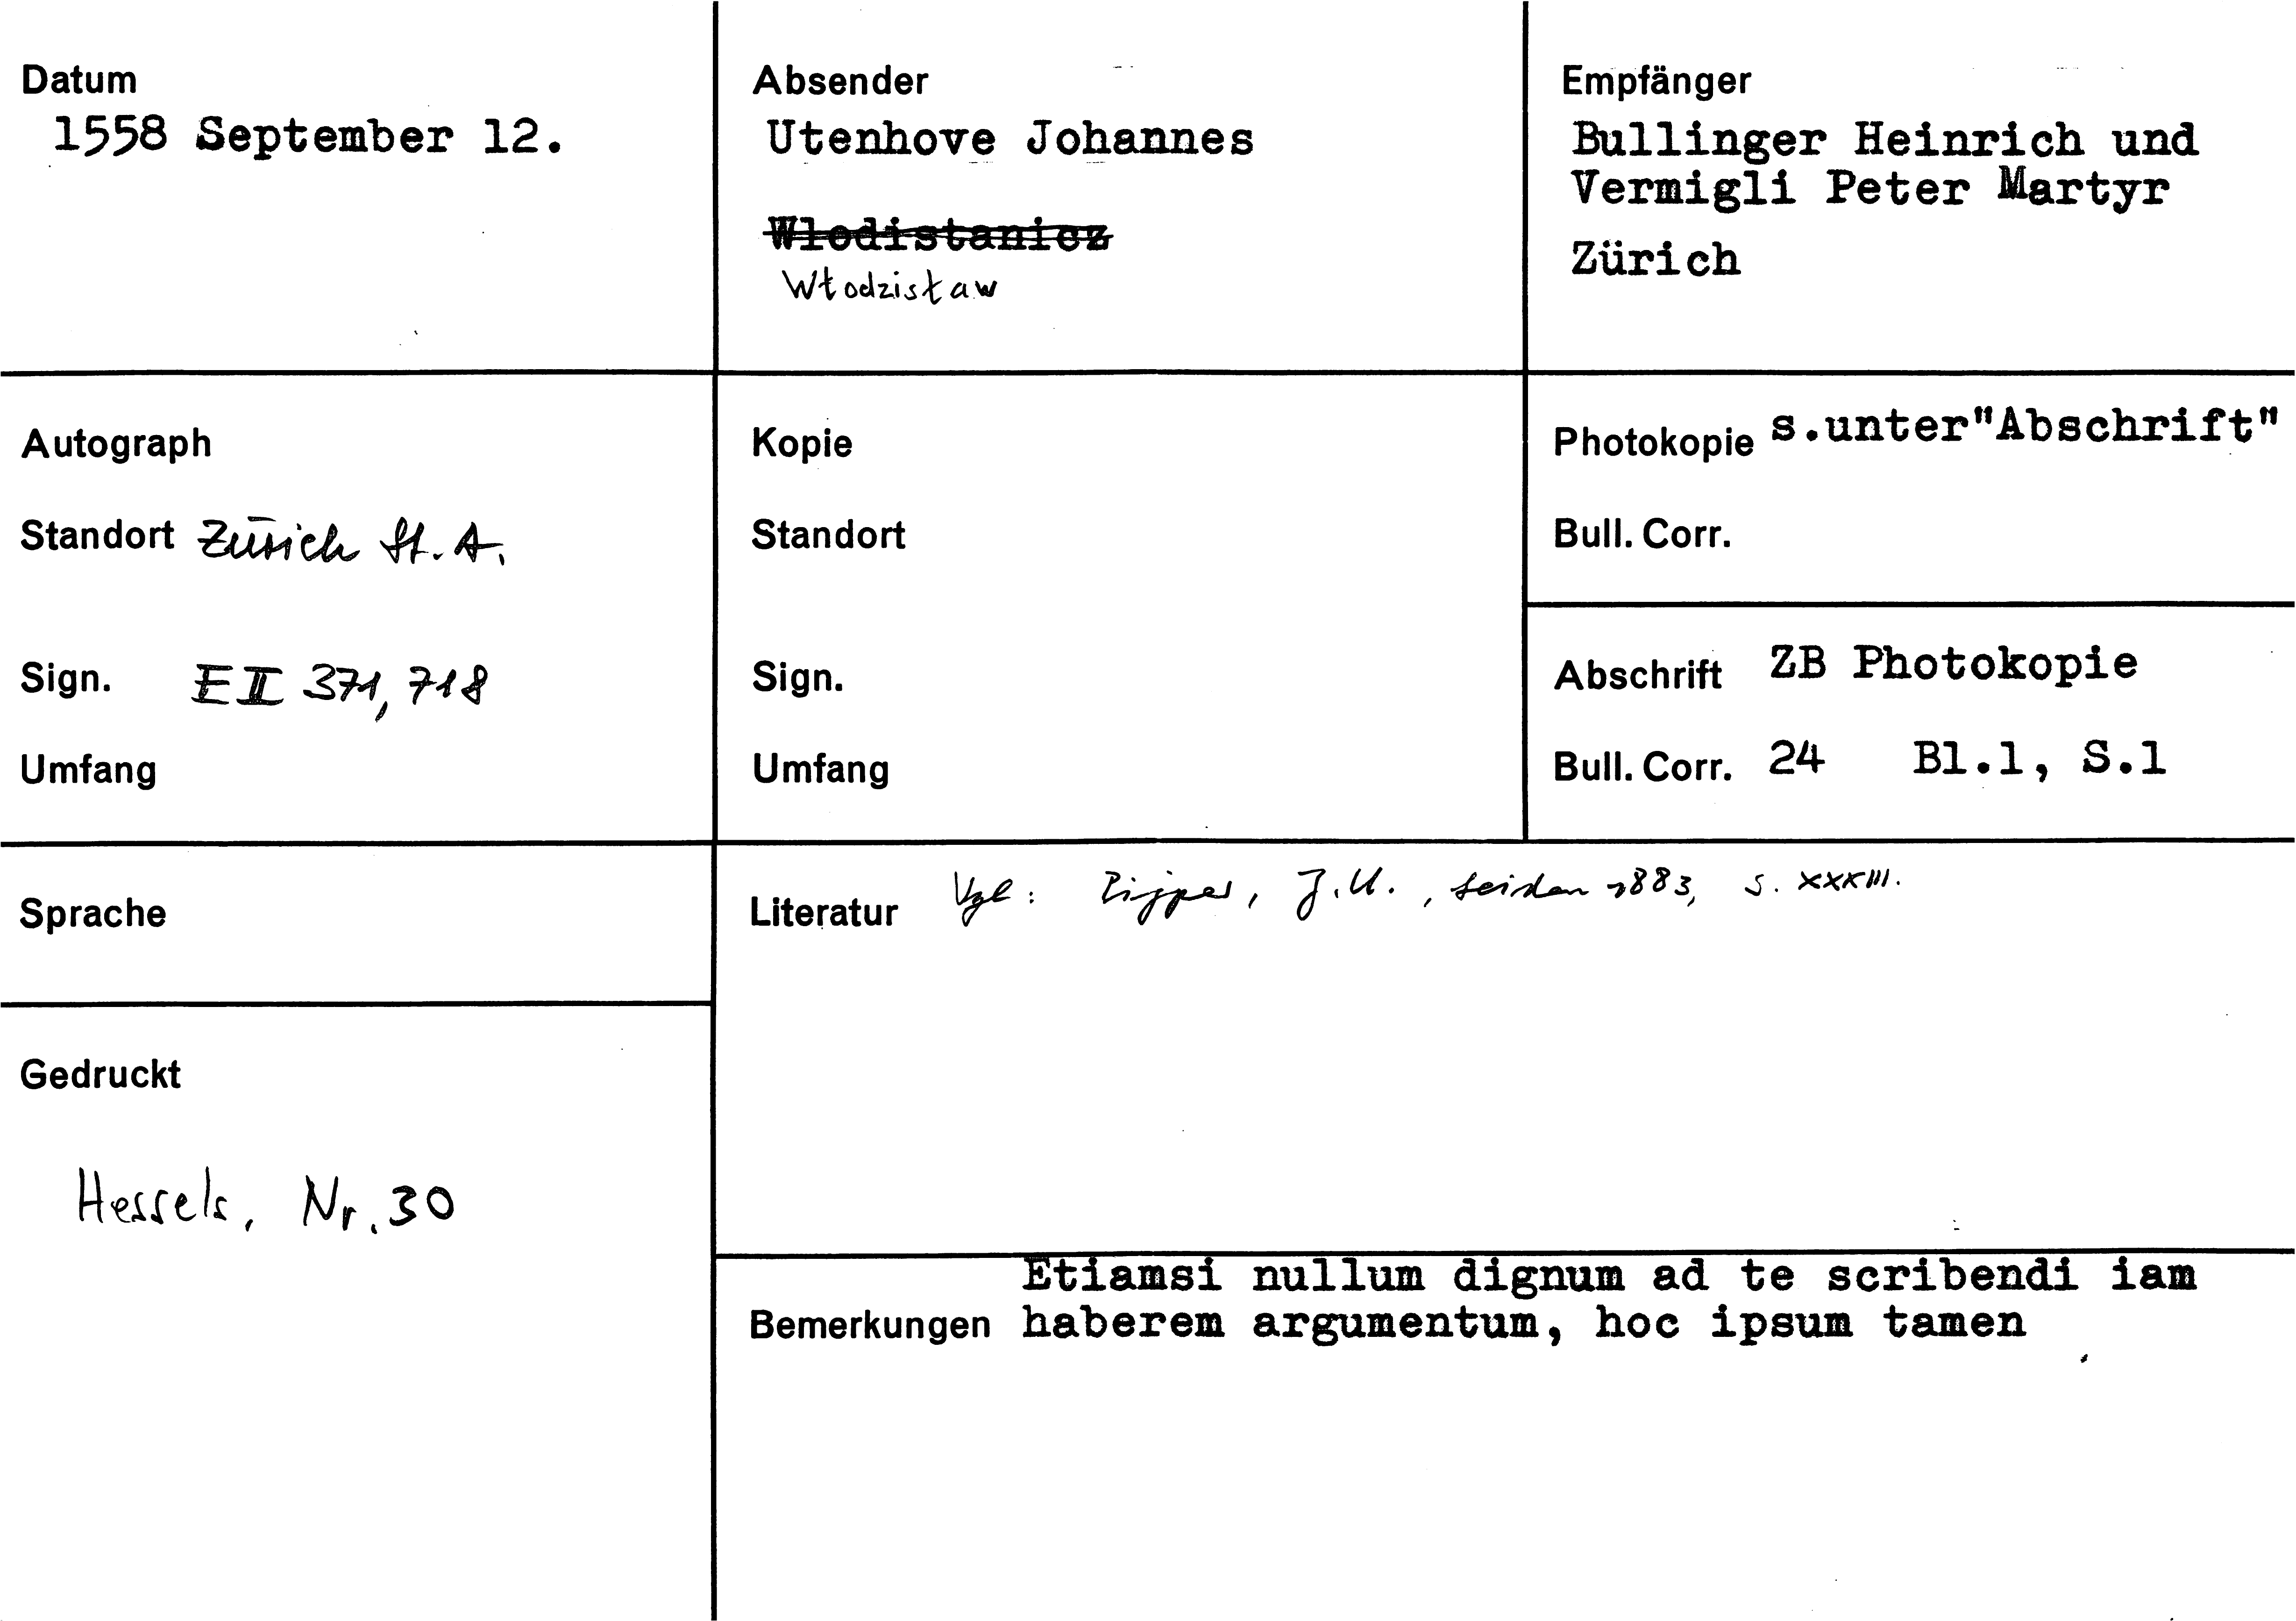 Datum
1558 September 12.
Absender
Utenhove Johannes
Wlodistanicz
Włodzisław
Empfänger
Bullinger Heinrich und
Vermigli Peter Martyr
Zürich
Autograph
Standort Zürich St. A.
Sign. E II 371, 718
Umfang
Kopie
Standort
Sign.
Umfang
Photokopie s.unter"Abschrift"
Bull. Corr.
Abschrift ZB Photokopie
Bull. Corr. 24 Bl.1, S.1
Sprache
Literatur Vgl: Pijper, J.U., Leiden 1883, S. XXXIII.
Gedruckt
Hessels, Nr. 30
Etiamsi nullum dignum ad te scribendi iam
Bemerkungen haberem argumentum, hoc ipsum tamen